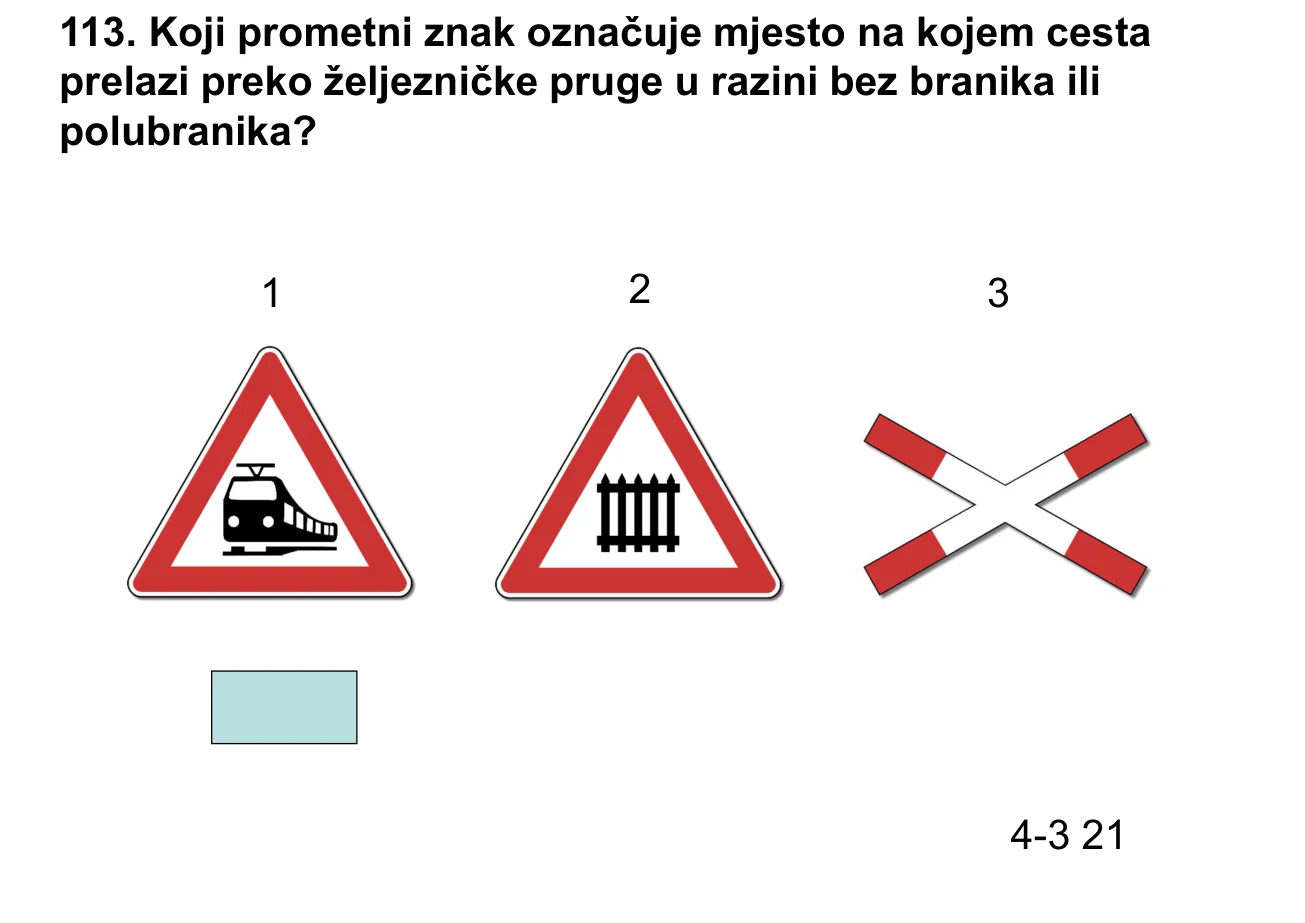 113. Koji prometni znak označuje mjesto na kojem cesta
prelazi preko željezničke pruge u razini bez branika ili
polubranika?
1
2
3
4-3 21